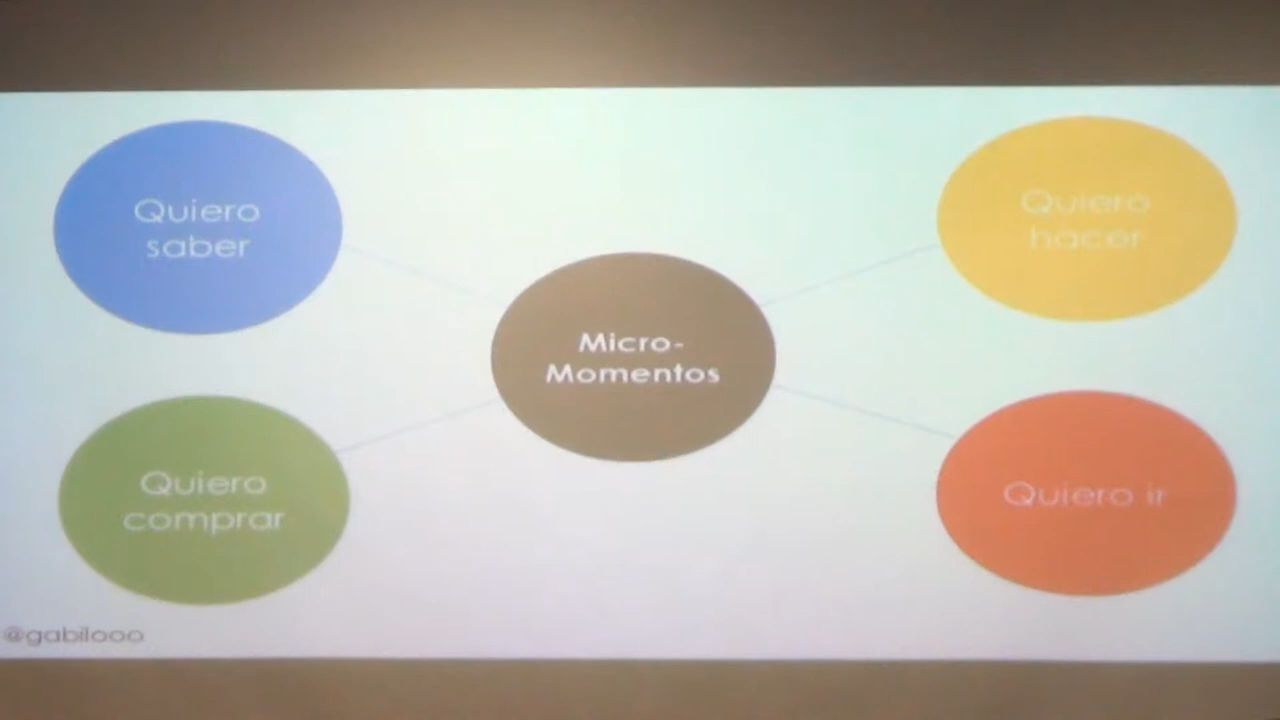 Quiero
saber
Quiero
hacer
Micro-
Momentos
Quiero
comprar
Quiero ir
@gabilooo